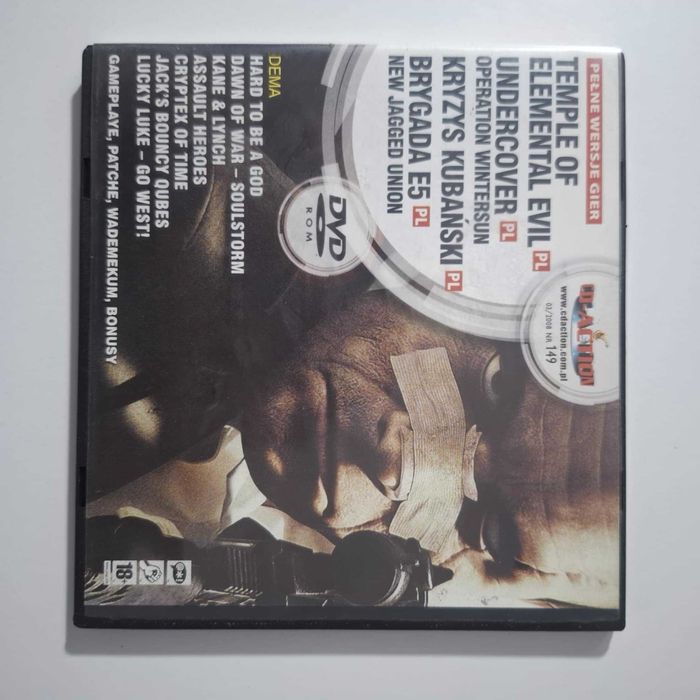 PEŁNE WERSJE GIER
TEMPLE OF
ELEMENTAL EVIL PL
UNDERCOVER PL
OPERATION WINTERSUN
KRYZYS KUBAŃSKI PL
BRYGADA E5 PL
NEW JAGGED UNION
CD-ACTION
www.cdaction.com.pl
03/2008 NR 149
DVD
ROM
DEMA
HARD TO BE A GOD
DAWN OF WAR – SOULSTORM
KANE & LYNCH
ASSAULT HEROES
CRYPTEX OF TIME
JACK'S BOUNCY QUBES
LUCKY LUKE – GO WEST!
GAMEPLAYE, PATCHE, WADEMEKUM, BONUSY
18+